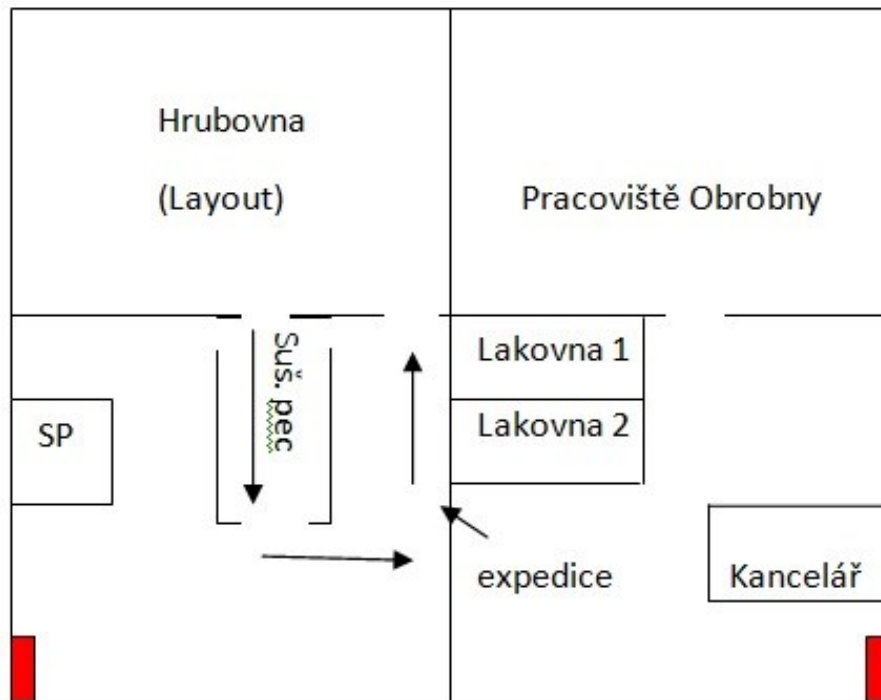 Hrubovna
(Layout)
Pracoviště Obrobny
Suš. pec
Lakovna 1
Lakovna 2
SP
expedice
Kancelář